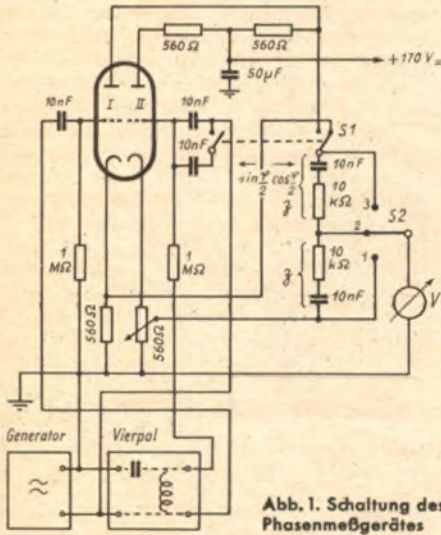 560Ω 560Ω
+170 V=
50µF
10nF I II 10nF
10nF
S1
sin φ/2 cos φ/2
10nF
10 kΩ
3
2 S2
10 kΩ
1
10nF
V
1 MΩ
1 MΩ
560Ω
560Ω
Generator Vierpol
Abb. 1. Schaltung des
Phasenmeßgerätes